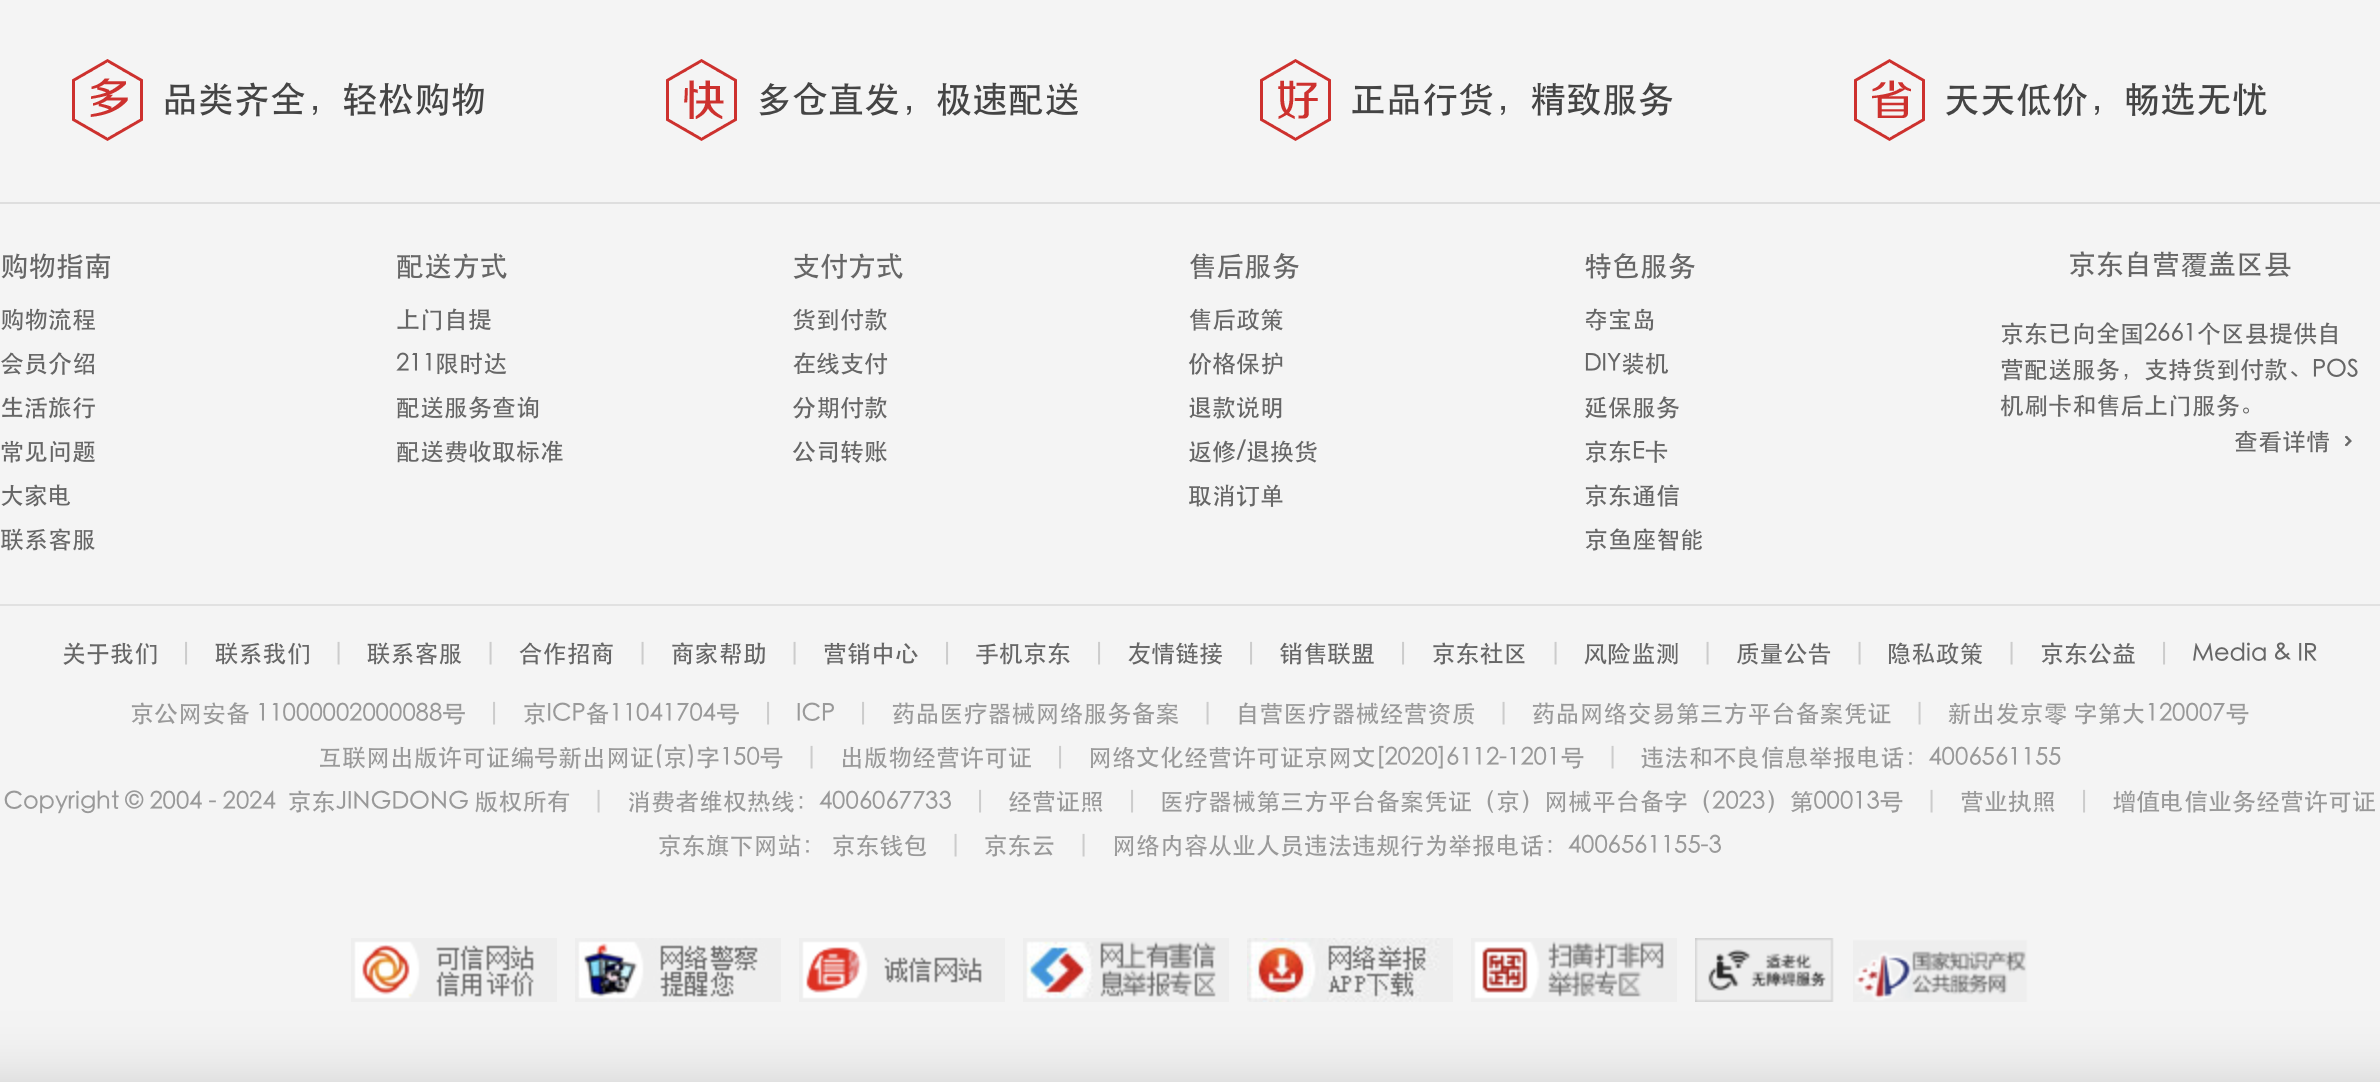 多 品类齐全，轻松购物
快 多仓直发，极速配送
好 正品行货，精致服务
省 天天低价，畅选无忧
购物指南
购物流程
会员介绍
生活旅行
常见问题
大家电
联系客服
配送方式
上门自提
211限时达
配送服务查询
配送费收取标准
支付方式
货到付款
在线支付
分期付款
公司转账
售后服务
售后政策
价格保护
退款说明
返修/退换货
取消订单
特色服务
夺宝岛
DIY装机
延保服务
京东E卡
京东通信
京鱼座智能
京东自营覆盖区县
京东已向全国2661个区县提供自
营配送服务，支持货到付款、POS
机刷卡和售后上门服务。
查看详情 ›
关于我们 | 联系我们 | 联系客服 | 合作招商 | 商家帮助 | 营销中心 | 手机京东 | 友情链接 | 销售联盟 | 京东社区 | 风险监测 | 质量公告 | 隐私政策 | 京东公益 | Media & IR
京公网安备 11000002000088号 | 京ICP备11041704号 | ICP | 药品医疗器械网络服务备案 | 自营医疗器械经营资质 | 药品网络交易第三方平台备案凭证 | 新出发京零 字第大120007号
互联网出版许可证编号新出网证(京)字150号 | 出版物经营许可证 | 网络文化经营许可证京网文[2020]6112-1201号 | 违法和不良信息举报电话：4006561155
Copyright © 2004 - 2024 京东JINGDONG 版权所有 | 消费者维权热线：4006067733 | 经营证照 | 医疗器械第三方平台备案凭证（京）网械平台备字（2023）第00013号 | 营业执照 | 增值电信业务经营许可证
京东旗下网站： 京东钱包 | 京东云 | 网络内容从业人员违法违规行为举报电话：4006561155-3
可信网站
信用评价
网络警察
提醒您
信
诚信网站
网上有害信
息举报专区
网络举报
APP下载
扫黄打非网
举报专区
适老化
无障碍服务
国家知识产权
公共服务网